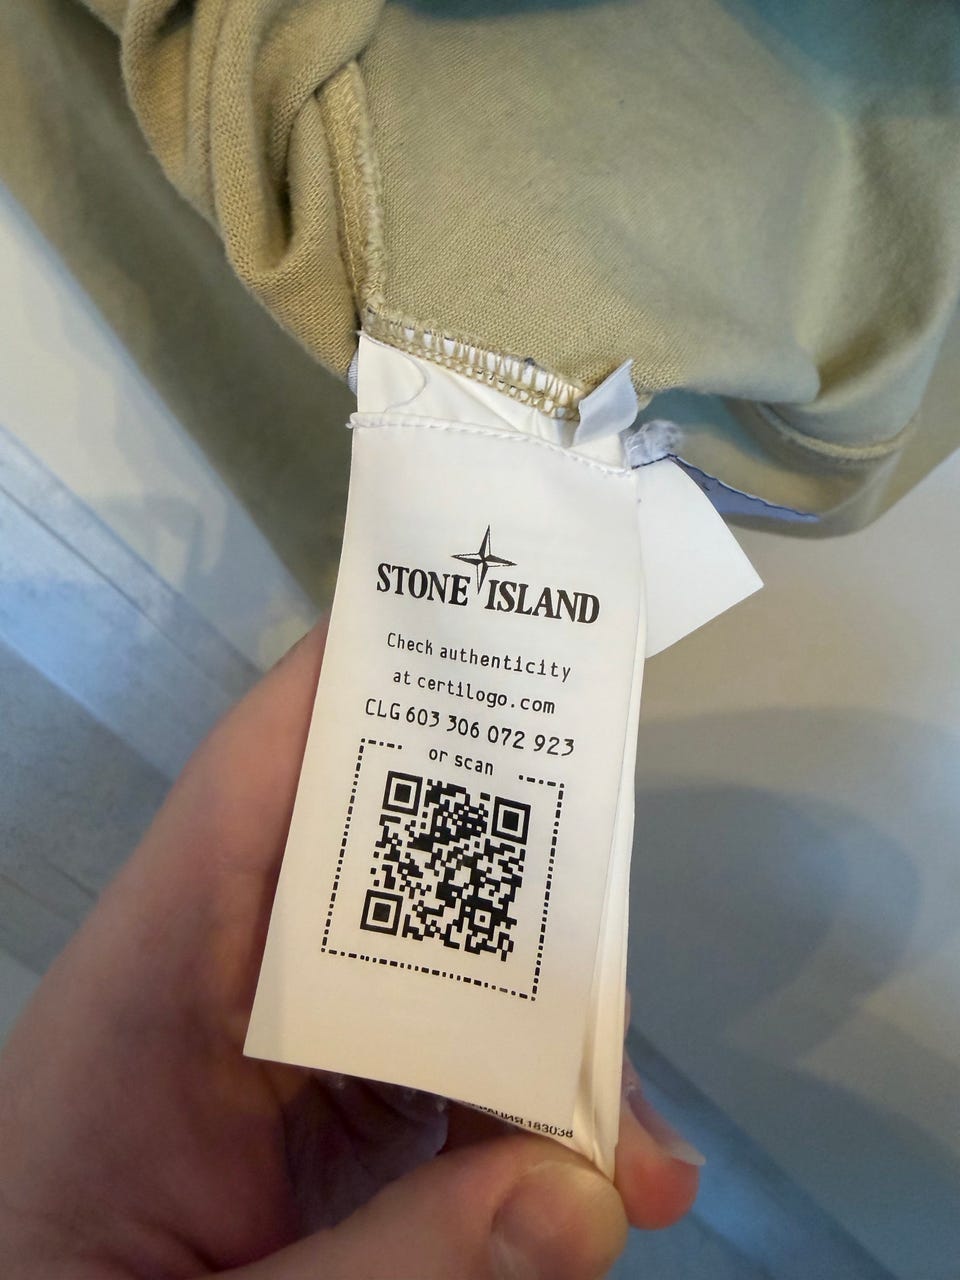 STONE ISLAND
Check authenticity
at certilogo.com
CLG 603 306 072 923
or scan